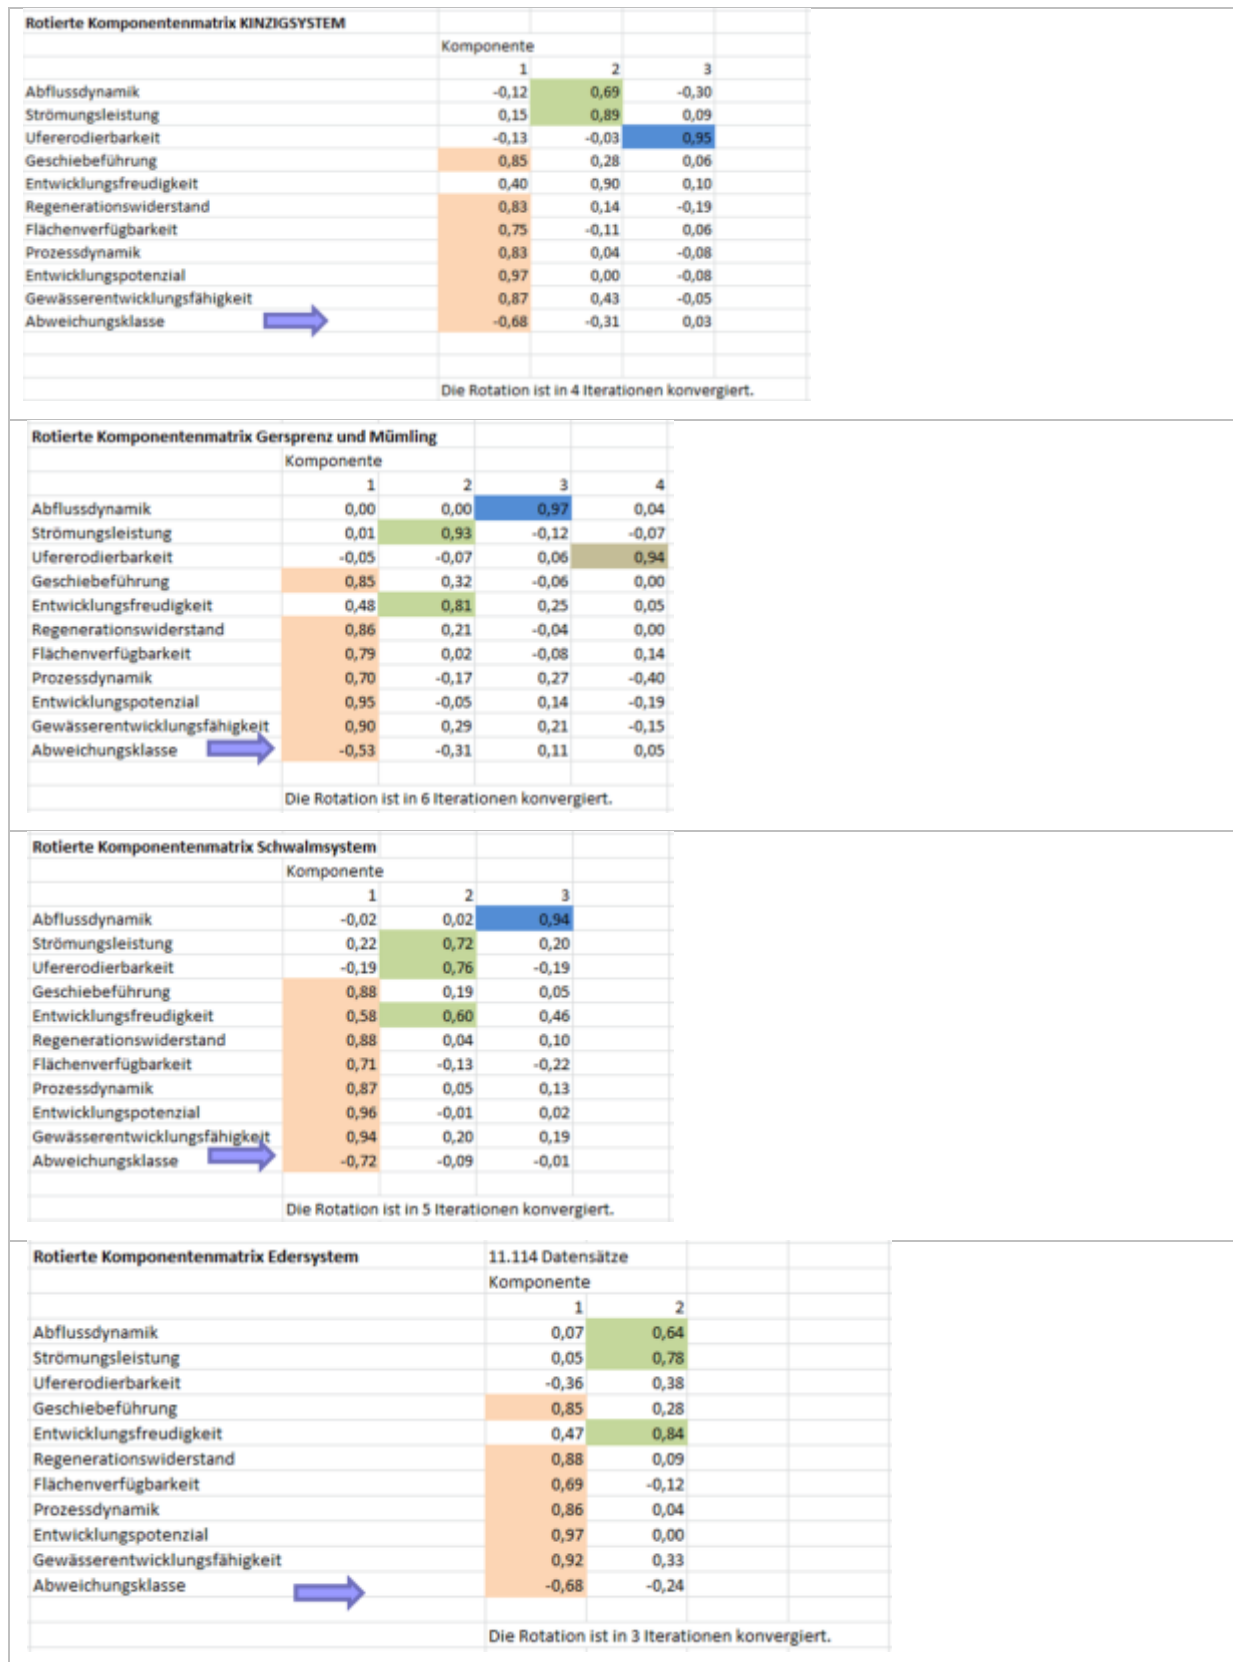 Rotierte Komponentenmatrix KINZIGSYSTEM
Komponente
1 2 3
Abflussdynamik -0,12 0,69 -0,30
Strömungsleistung 0,15 0,89 0,09
Ufererodierbarkeit -0,13 -0,03 0,95
Geschiebeführung 0,85 0,28 0,06
Entwicklungsfreudigkeit 0,40 0,90 0,10
Regenerationswiderstand 0,83 0,14 -0,19
Flächenverfügbarkeit 0,75 -0,11 0,06
Prozessdynamik 0,83 0,04 -0,08
Entwicklungspotenzial 0,97 0,00 -0,08
Gewässerentwicklungsfähigkeit 0,87 0,43 -0,05
Abweichungsklasse -0,68 -0,31 0,03
Die Rotation ist in 4 Iterationen konvergiert.
Rotierte Komponentenmatrix Gersprenz und Mümling
Komponente
1 2 3 4
Abflussdynamik 0,00 0,00 0,97 0,04
Strömungsleistung 0,01 0,93 -0,12 -0,07
Ufererodierbarkeit -0,05 -0,07 0,06 0,94
Geschiebeführung 0,85 0,32 -0,06 0,00
Entwicklungsfreudigkeit 0,48 0,81 0,25 0,05
Regenerationswiderstand 0,86 0,21 -0,04 0,00
Flächenverfügbarkeit 0,79 0,02 -0,08 0,14
Prozessdynamik 0,70 -0,17 0,27 -0,40
Entwicklungspotenzial 0,95 -0,05 0,14 -0,19
Gewässerentwicklungsfähigkeit 0,90 0,29 0,21 -0,15
Abweichungsklasse -0,53 -0,31 0,11 0,05
Die Rotation ist in 6 Iterationen konvergiert.
Rotierte Komponentenmatrix Schwalmsystem
Komponente
1 2 3
Abflussdynamik -0,02 0,02 0,94
Strömungsleistung 0,22 0,72 0,20
Ufererodierbarkeit -0,19 0,76 -0,19
Geschiebeführung 0,88 0,19 0,05
Entwicklungsfreudigkeit 0,58 0,60 0,46
Regenerationswiderstand 0,88 0,04 0,10
Flächenverfügbarkeit 0,71 -0,13 -0,22
Prozessdynamik 0,87 0,05 0,13
Entwicklungspotenzial 0,96 -0,01 0,02
Gewässerentwicklungsfähigkeit 0,94 0,20 0,19
Abweichungsklasse -0,72 -0,09 -0,01
Die Rotation ist in 5 Iterationen konvergiert.
Rotierte Komponentenmatrix Edersystem 11.114 Datensätze
Komponente
1 2
Abflussdynamik 0,07 0,64
Strömungsleistung 0,05 0,78
Ufererodierbarkeit -0,36 0,38
Geschiebeführung 0,85 0,28
Entwicklungsfreudigkeit 0,47 0,84
Regenerationswiderstand 0,88 0,09
Flächenverfügbarkeit 0,69 -0,12
Prozessdynamik 0,86 0,04
Entwicklungspotenzial 0,97 0,00
Gewässerentwicklungsfähigkeit 0,92 0,33
Abweichungsklasse -0,68 -0,24
Die Rotation ist in 3 Iterationen konvergiert.